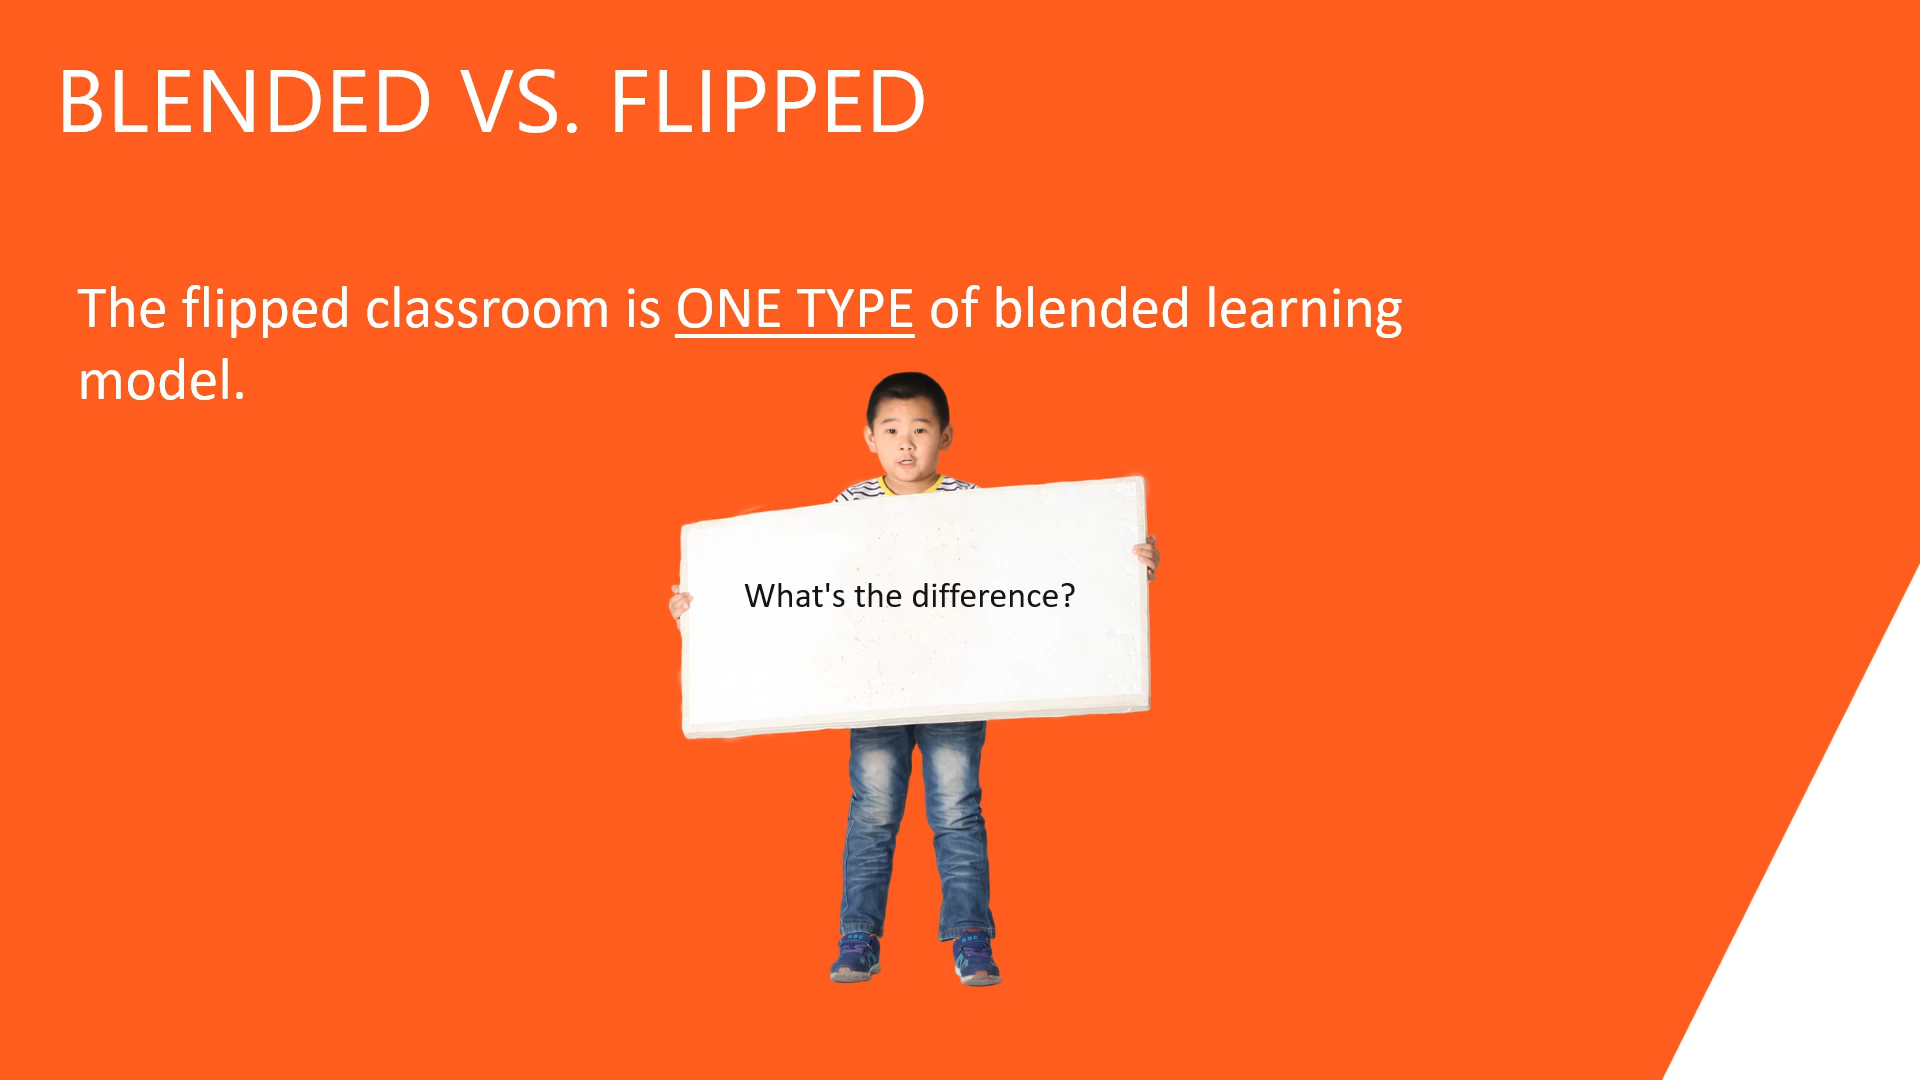 BLENDED VS. FLIPPED
The flipped classroom is ONE TYPE of blended learning
model.
What's the difference?